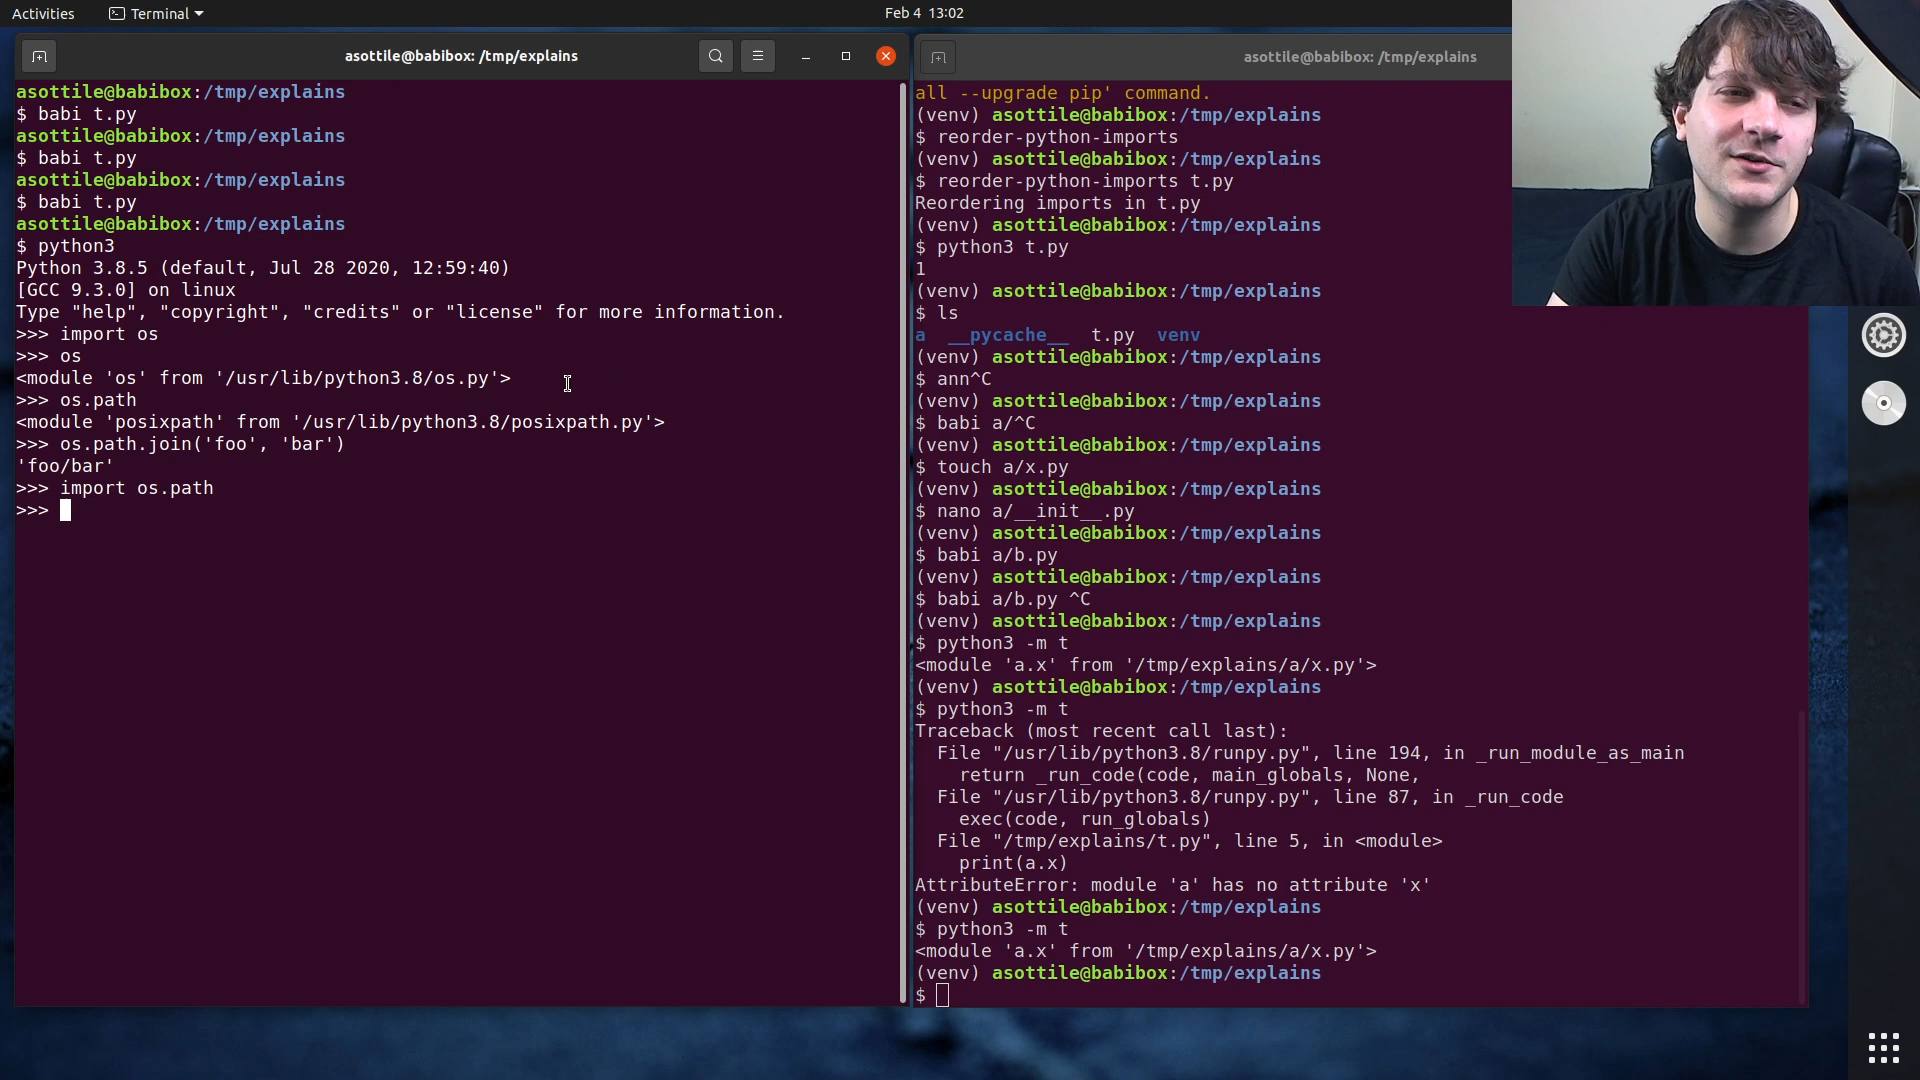 Activities
Terminal
Feb 4 13:02
asottile@babibox: /tmp/explains
asottile@babibox:/tmp/explains
$ babi t.py
asottile@babibox:/tmp/explains
$ babi t.py
asottile@babibox:/tmp/explains
$ babi t.py
asottile@babibox:/tmp/explains
$ python3
Python 3.8.5 (default, Jul 28 2020, 12:59:40)
[GCC 9.3.0] on linux
Type "help", "copyright", "credits" or "license" for more information.
>>> import os
>>> os
<module 'os' from '/usr/lib/python3.8/os.py'>
>>> os.path
<module 'posixpath' from '/usr/lib/python3.8/posixpath.py'>
>>> os.path.join('foo', 'bar')
'foo/bar'
>>> import os.path
>>>
asottile@babibox: /tmp/explains
all --upgrade pip' command.
(venv) asottile@babibox:/tmp/explains
$ reorder-python-imports
(venv) asottile@babibox:/tmp/explains
$ reorder-python-imports t.py
Reordering imports in t.py
(venv) asottile@babibox:/tmp/explains
$ python3 t.py
1
(venv) asottile@babibox:/tmp/explains
$ ls
a  __pycache__  t.py  venv
(venv) asottile@babibox:/tmp/explains
$ ann^C
(venv) asottile@babibox:/tmp/explains
$ babi a/^C
(venv) asottile@babibox:/tmp/explains
$ touch a/x.py
(venv) asottile@babibox:/tmp/explains
$ nano a/__init__.py
(venv) asottile@babibox:/tmp/explains
$ babi a/b.py
(venv) asottile@babibox:/tmp/explains
$ babi a/b.py ^C
(venv) asottile@babibox:/tmp/explains
$ python3 -m t
<module 'a.x' from '/tmp/explains/a/x.py'>
(venv) asottile@babibox:/tmp/explains
$ python3 -m t
Traceback (most recent call last):
  File "/usr/lib/python3.8/runpy.py", line 194, in _run_module_as_main
    return _run_code(code, main_globals, None,
  File "/usr/lib/python3.8/runpy.py", line 87, in _run_code
    exec(code, run_globals)
  File "/tmp/explains/t.py", line 5, in <module>
    print(a.x)
AttributeError: module 'a' has no attribute 'x'
(venv) asottile@babibox:/tmp/explains
$ python3 -m t
<module 'a.x' from '/tmp/explains/a/x.py'>
(venv) asottile@babibox:/tmp/explains
$